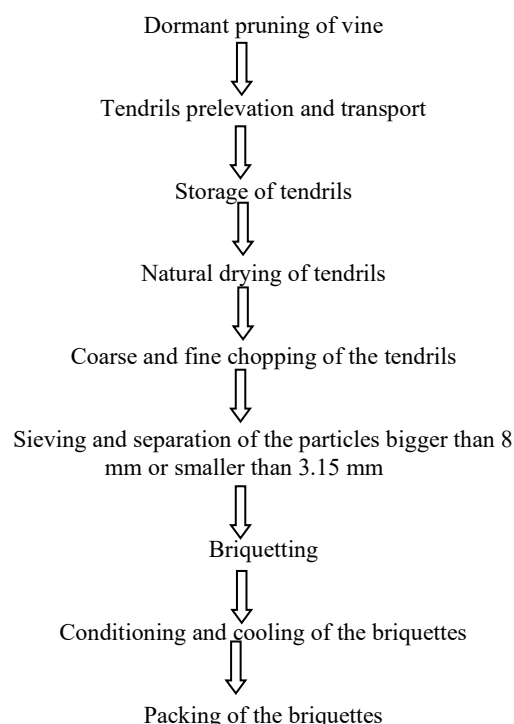 Dormant pruning of vine
Tendrils prelevation and transport
Storage of tendrils
Natural drying of tendrils
Coarse and fine chopping of the tendrils
Sieving and separation of the particles bigger than 8
mm or smaller than 3.15 mm
Briquetting
Conditioning and cooling of the briquettes
Packing of the briquettes